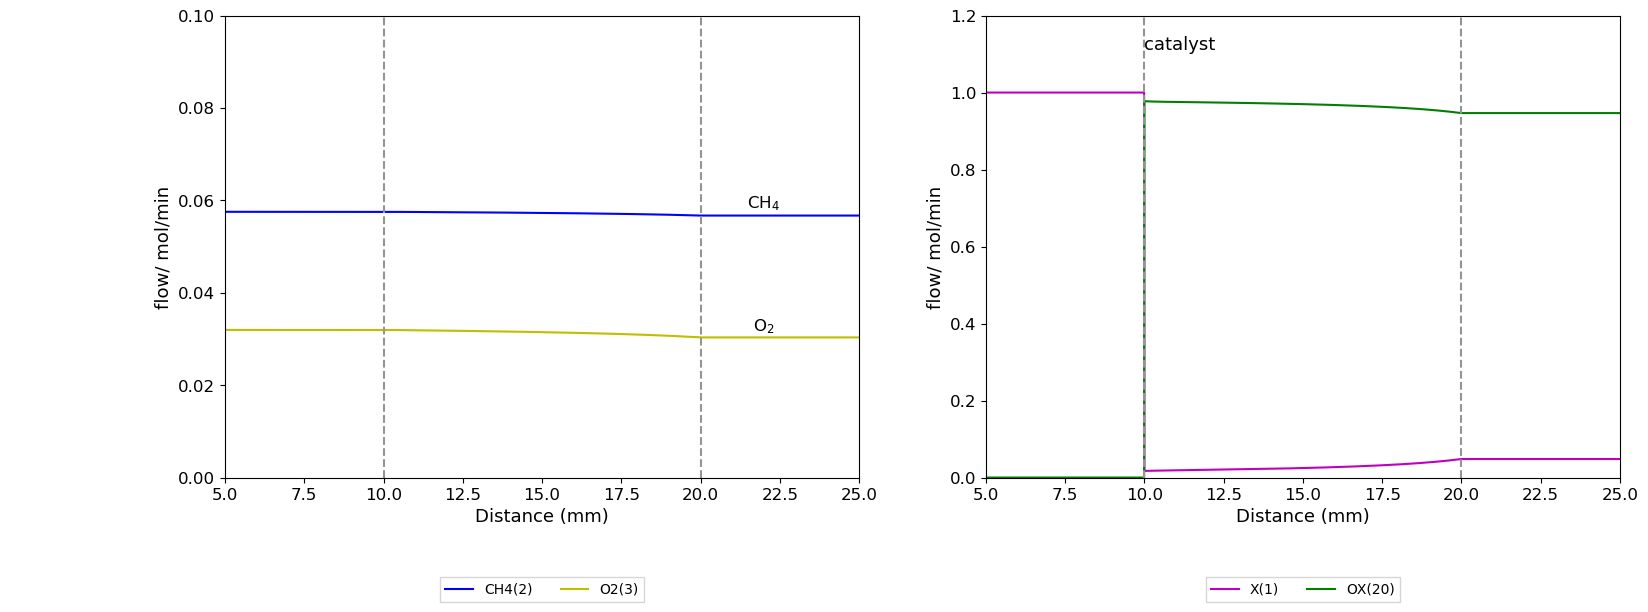 0.10
0.08
0.06
0.04
0.02
0.00
flow/ mol/min
CH₄
O₂
5.0 7.5 10.0 12.5 15.0 17.5 20.0 22.5 25.0
Distance (mm)
CH4(2) O2(3)
1.2
1.0
0.8
0.6
0.4
0.2
0.0
flow/ mol/min
catalyst
5.0 7.5 10.0 12.5 15.0 17.5 20.0 22.5 25.0
Distance (mm)
X(1) OX(20)